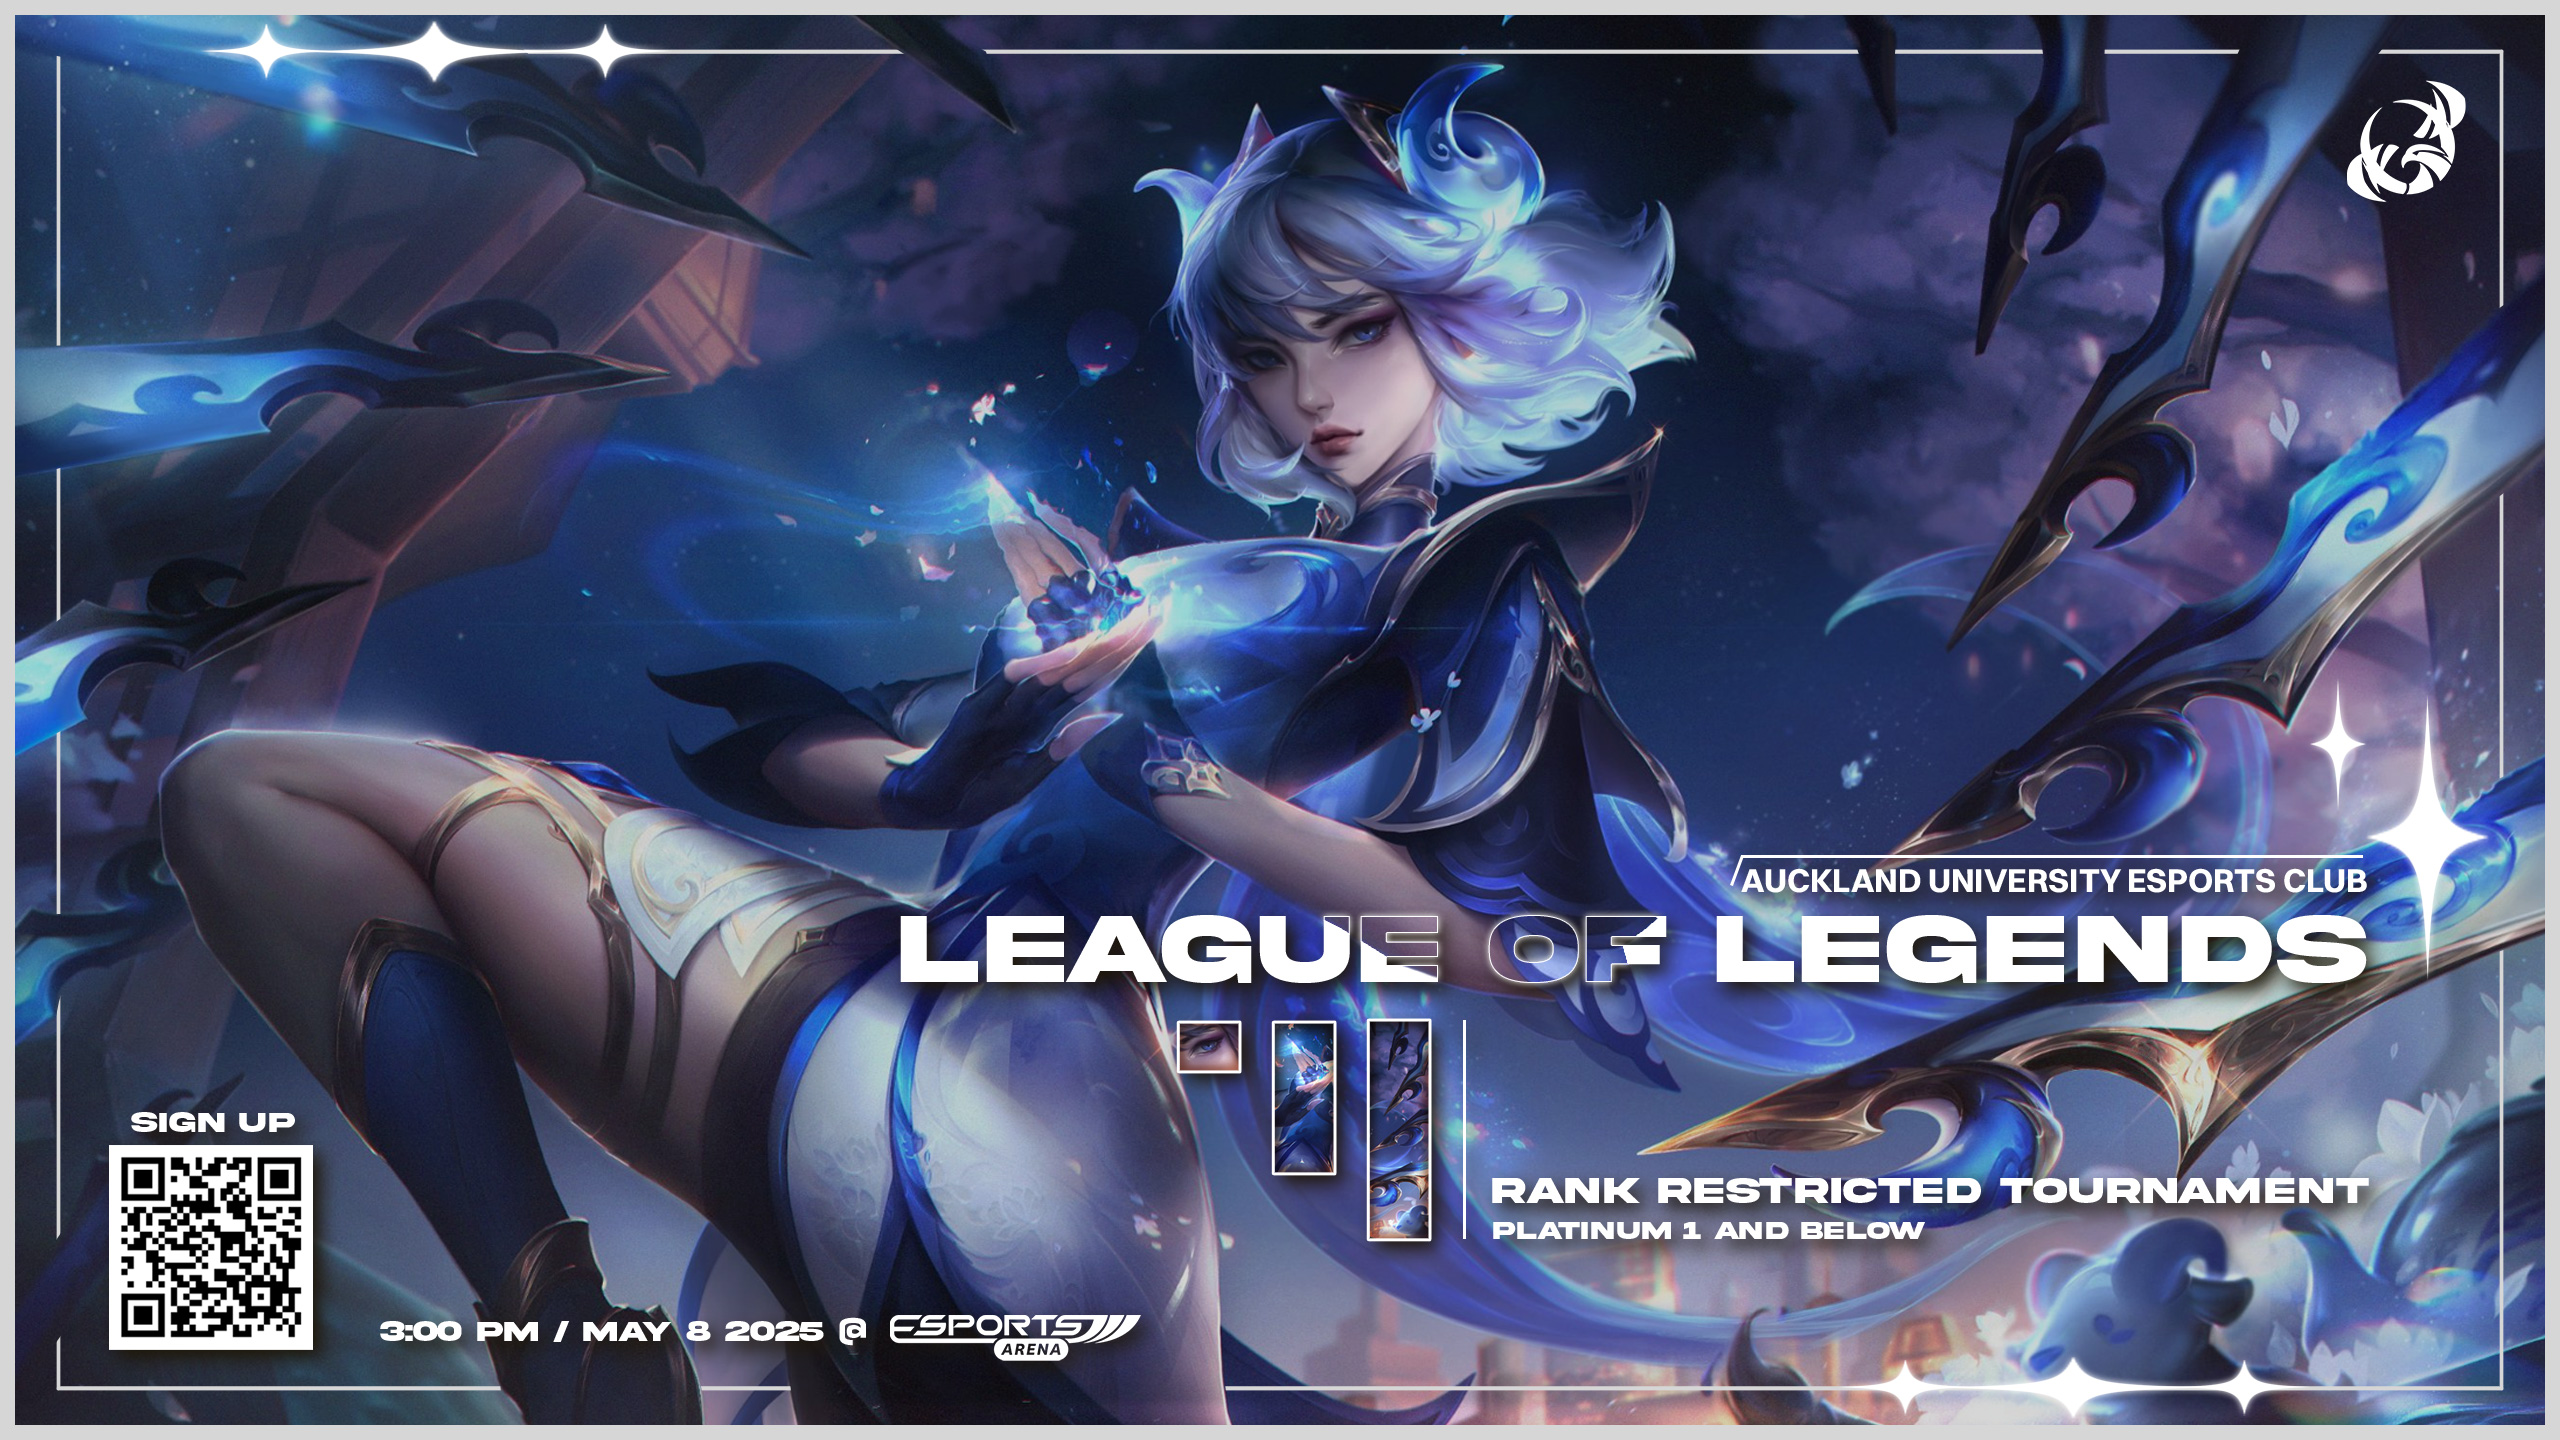 AUCKLAND UNIVERSITY ESPORTS CLUB
LEAGUE OF LEGENDS
RANK RESTRICTED TOURNAMENT
PLATINUM 1 AND BELOW
SIGN UP
3:00 PM / MAY 8 2025 @ ESPORTS
ARENA